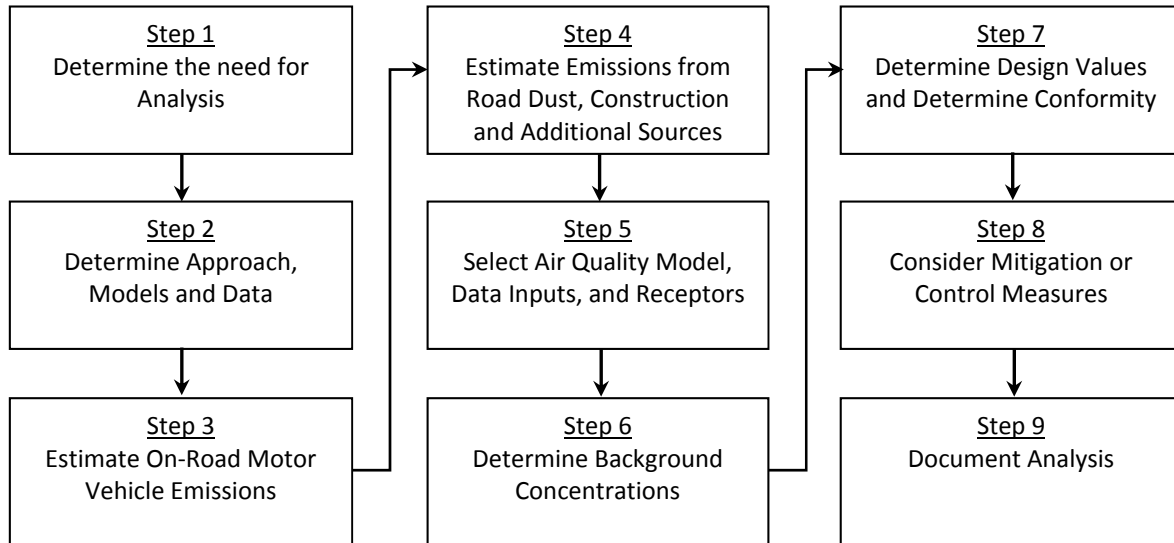 Step 1
Determine the need for
Analysis
Step 2
Determine Approach,
Models and Data
Step 3
Estimate On-Road Motor
Vehicle Emissions
Step 4
Estimate Emissions from
Road Dust, Construction
and Additional Sources
Step 5
Select Air Quality Model,
Data Inputs, and Receptors
Step 6
Determine Background
Concentrations
Step 7
Determine Design Values
and Determine Conformity
Step 8
Consider Mitigation or
Control Measures
Step 9
Document Analysis